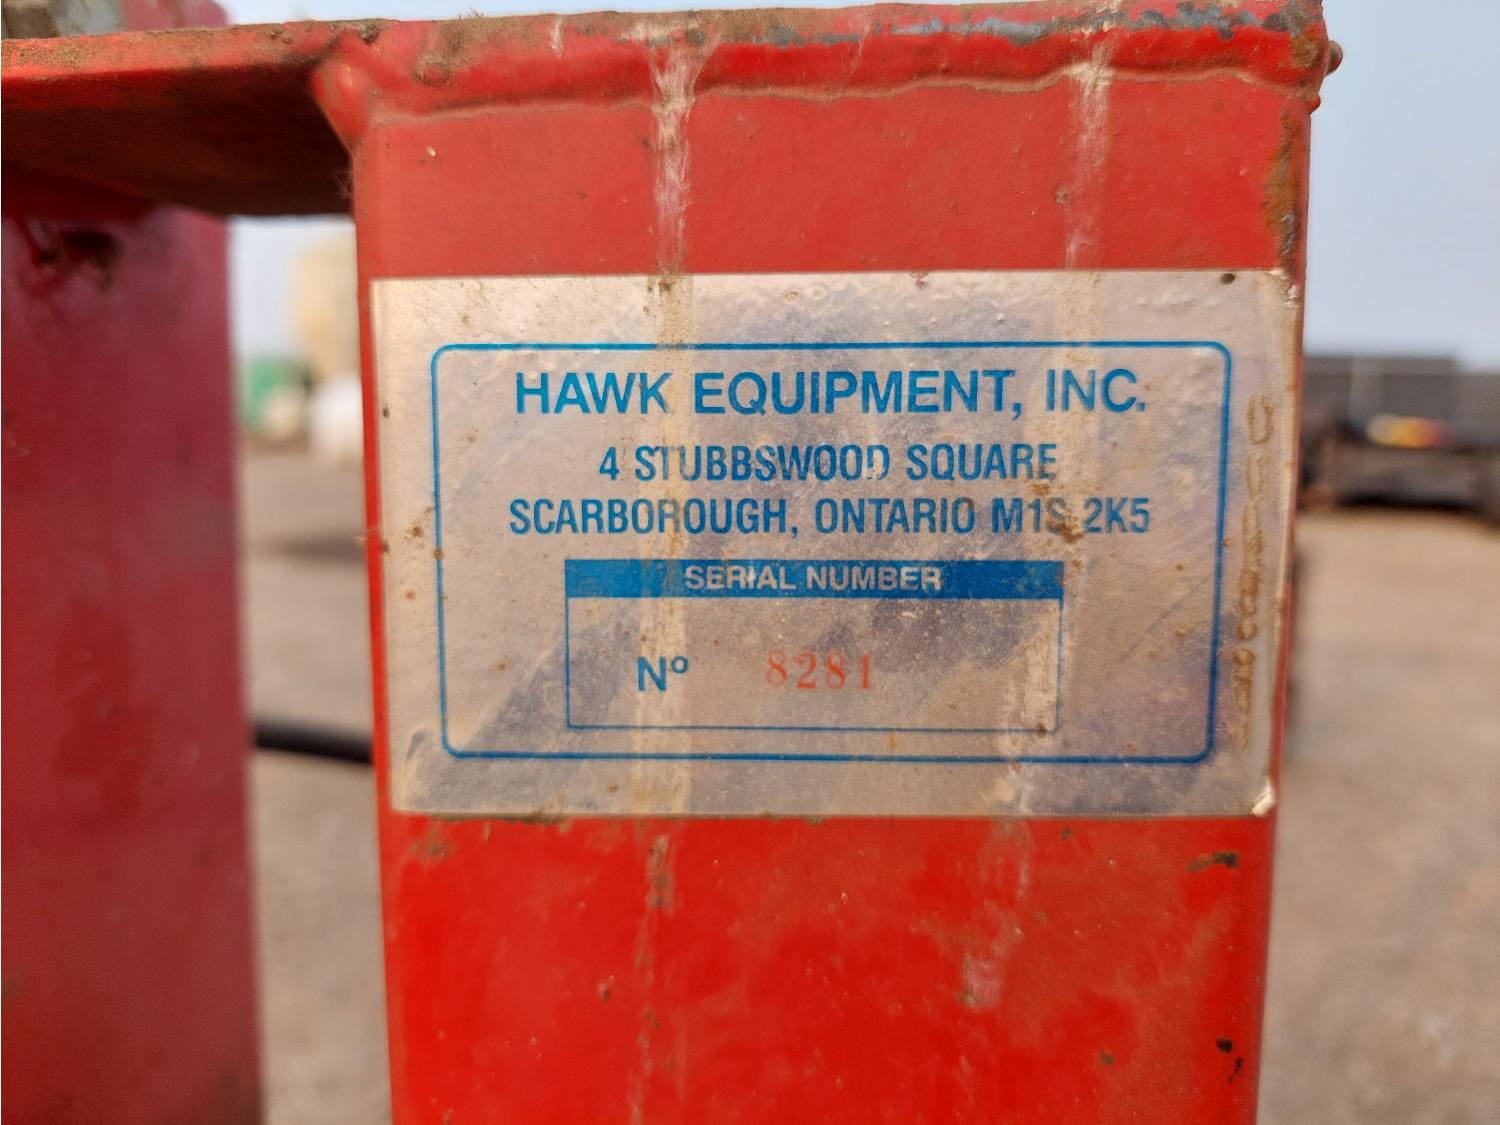 HAWK EQUIPMENT, INC.
4 STUBBSWOOD SQUARE
SCARBOROUGH, ONTARIO M1S 2K5
SERIAL NUMBER
Nº 8281